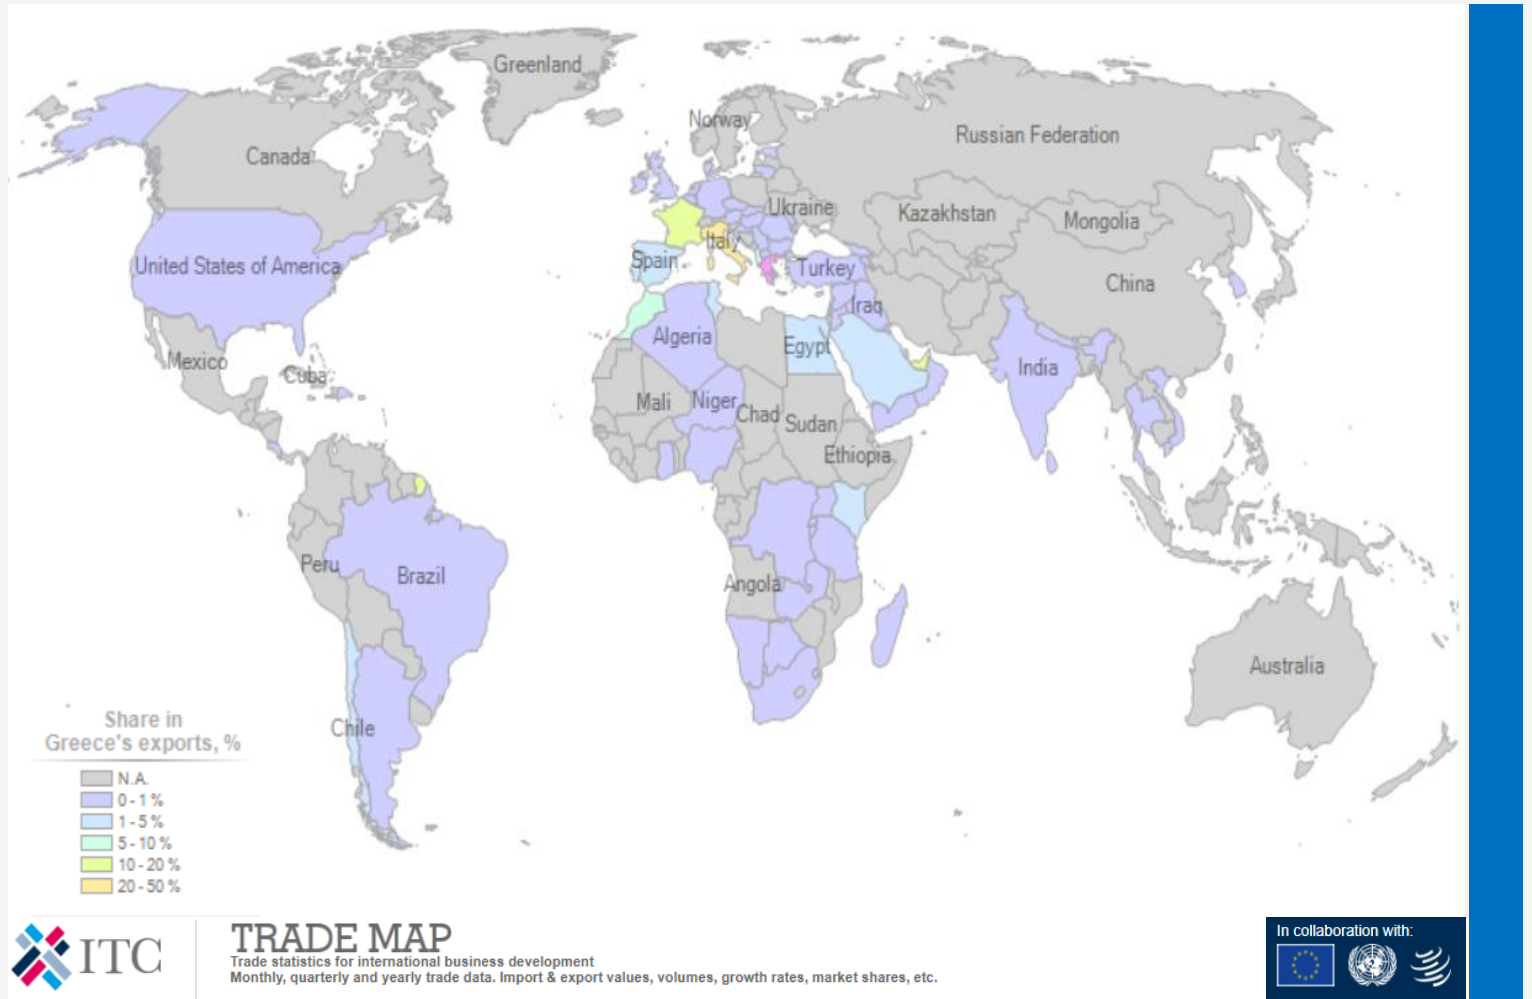 Greenland
Norway
Russian Federation
Canada
Ukraine
Kazakhstan
Mongolia
Italy
Spain
Turkey
United States of America
China
Iraq
Algeria
Egypt
Mexico
India
Cuba
Mali
Niger
Chad
Sudan
Ethiopia
Peru
Brazil
Angola
Australia
Chile
Share in
Greece's exports, %
N.A.
0 - 1 %
1 - 5 %
5 - 10 %
10 - 20 %
20 - 50 %
ITC
TRADE MAP
Trade statistics for international business development
Monthly, quarterly and yearly trade data. Import & export values, volumes, growth rates, market shares, etc.
In collaboration with: